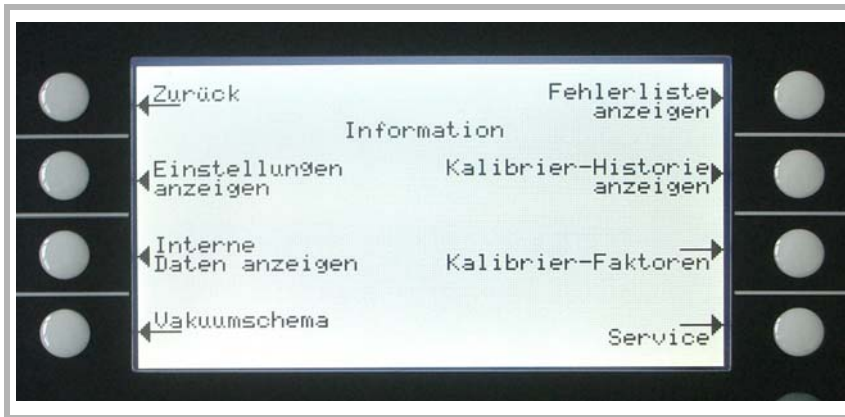 Zurück
Fehlerliste
anzeigen
Information
Einstellungen
anzeigen
Kalibrier-Historie
anzeigen
Interne
Daten anzeigen
Kalibrier-Faktoren
Vakuumschema
Service